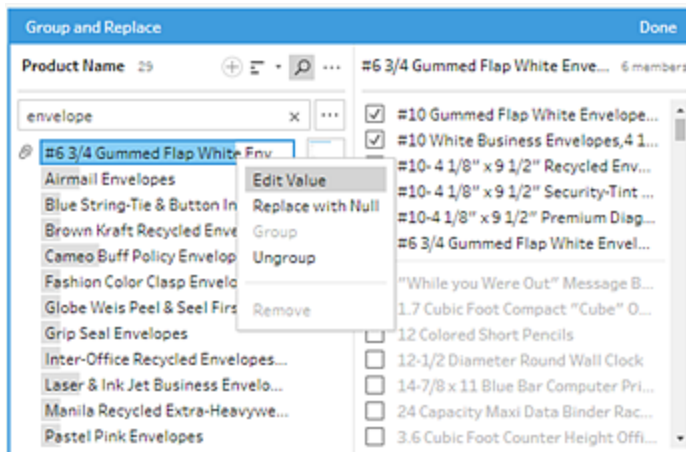 Group and Replace Done
Product Name 29
envelope
#6 3/4 Gummed Flap White Env...
Airmail Envelopes
Blue String-Tie & Button In
Brown Kraft Recycled Enve
Cameo Buff Policy Envelop
Fashion Color Clasp Envelo
Globe Weis Peel & Seel Firs
Grip Seal Envelopes
Inter-Office Recycled Envelopes...
Laser & Ink Jet Business Envelo...
Manila Recycled Extra-Heavywe...
Pastel Pink Envelopes
Edit Value
Replace with Null
Group
Ungroup
Remove
#6 3/4 Gummed Flap White Enve... 6 members
#10 Gummed Flap White Envelope...
#10 White Business Envelopes,4 1...
#10- 4 1/8" x 9 1/2" Recycled Env...
#10- 4 1/8" x 9 1/2" Security-Tint ...
#10-4 1/8" x 9 1/2" Premium Diag...
#6 3/4 Gummed Flap White Envel...
"While you Were Out" Message B...
1.7 Cubic Foot Compact "Cube" O...
12 Colored Short Pencils
12-1/2 Diameter Round Wall Clock
14-7/8 x 11 Blue Bar Computer Pri...
24 Capacity Maxi Data Binder Rac...
3.6 Cubic Foot Counter Height Offi...